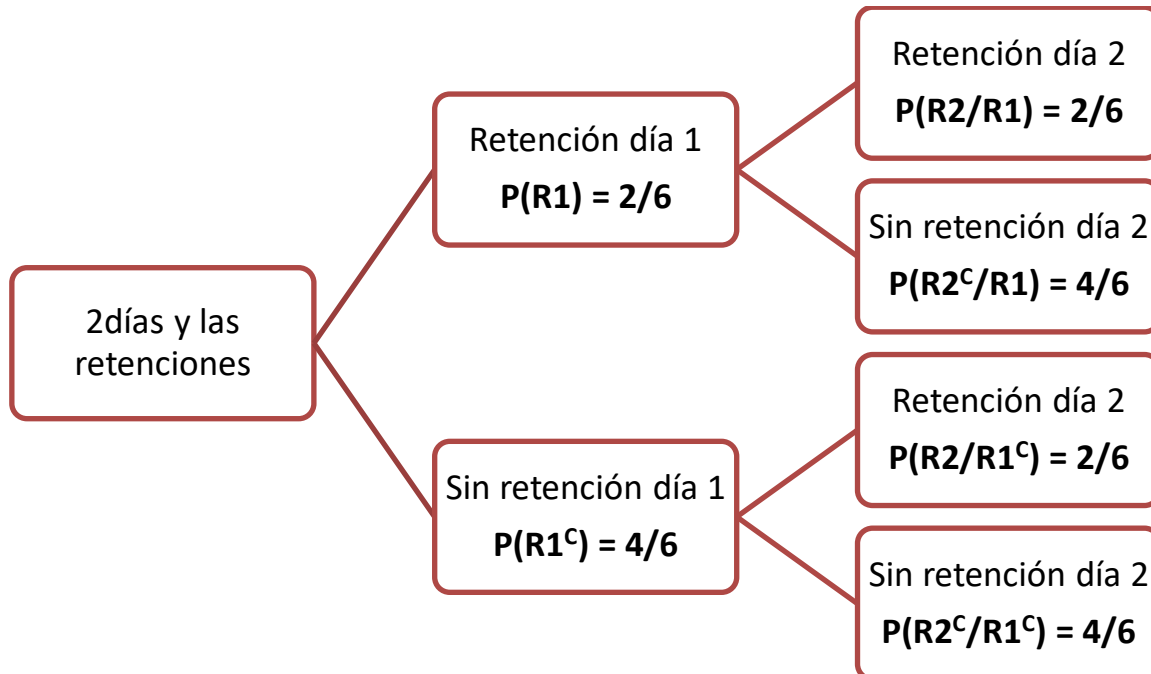 2días y las
retenciones
Retención día 1
P(R1) = 2/6
Sin retención día 1
P(R1ᶜ) = 4/6
Retención día 2
P(R2/R1) = 2/6
Sin retención día 2
P(R2ᶜ/R1) = 4/6
Retención día 2
P(R2/R1ᶜ) = 2/6
Sin retención día 2
P(R2ᶜ/R1ᶜ) = 4/6